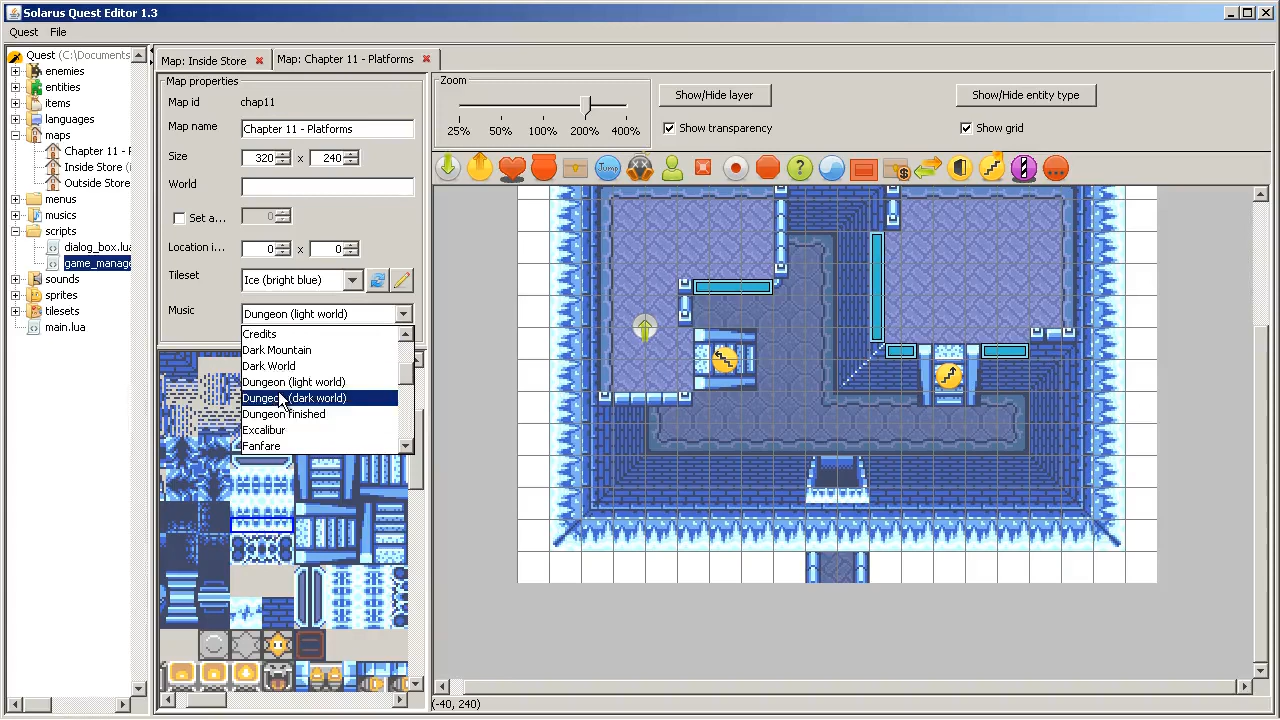 Solarus Quest Editor 1.3
Quest File
Quest (C:\Documents
enemies
entities
items
languages
maps
Chapter 11 - F
Inside Store (i
Outside Store
menus
musics
scripts
dialog_box.lu
game_manage
sounds
sprites
tilesets
main.lua
Map: Inside Store
Map: Chapter 11 - Platforms
Map properties
Map id chap11
Map name Chapter 11 - Platforms
Size 320 x 240
World
Set a... 0
Location i... 0 x 0
Tileset Ice (bright blue)
Music Dungeon (light world)
Credits
Dark Mountain
Dark World
Dungeon (light world)
Dungeon (dark world)
Dungeon finished
Excalibur
Fanfare
Zoom
25% 50% 100% 200% 400%
Show/Hide layer
Show transparency
Show/Hide entity type
Show grid
Jump
?
$
...
(-40, 240)